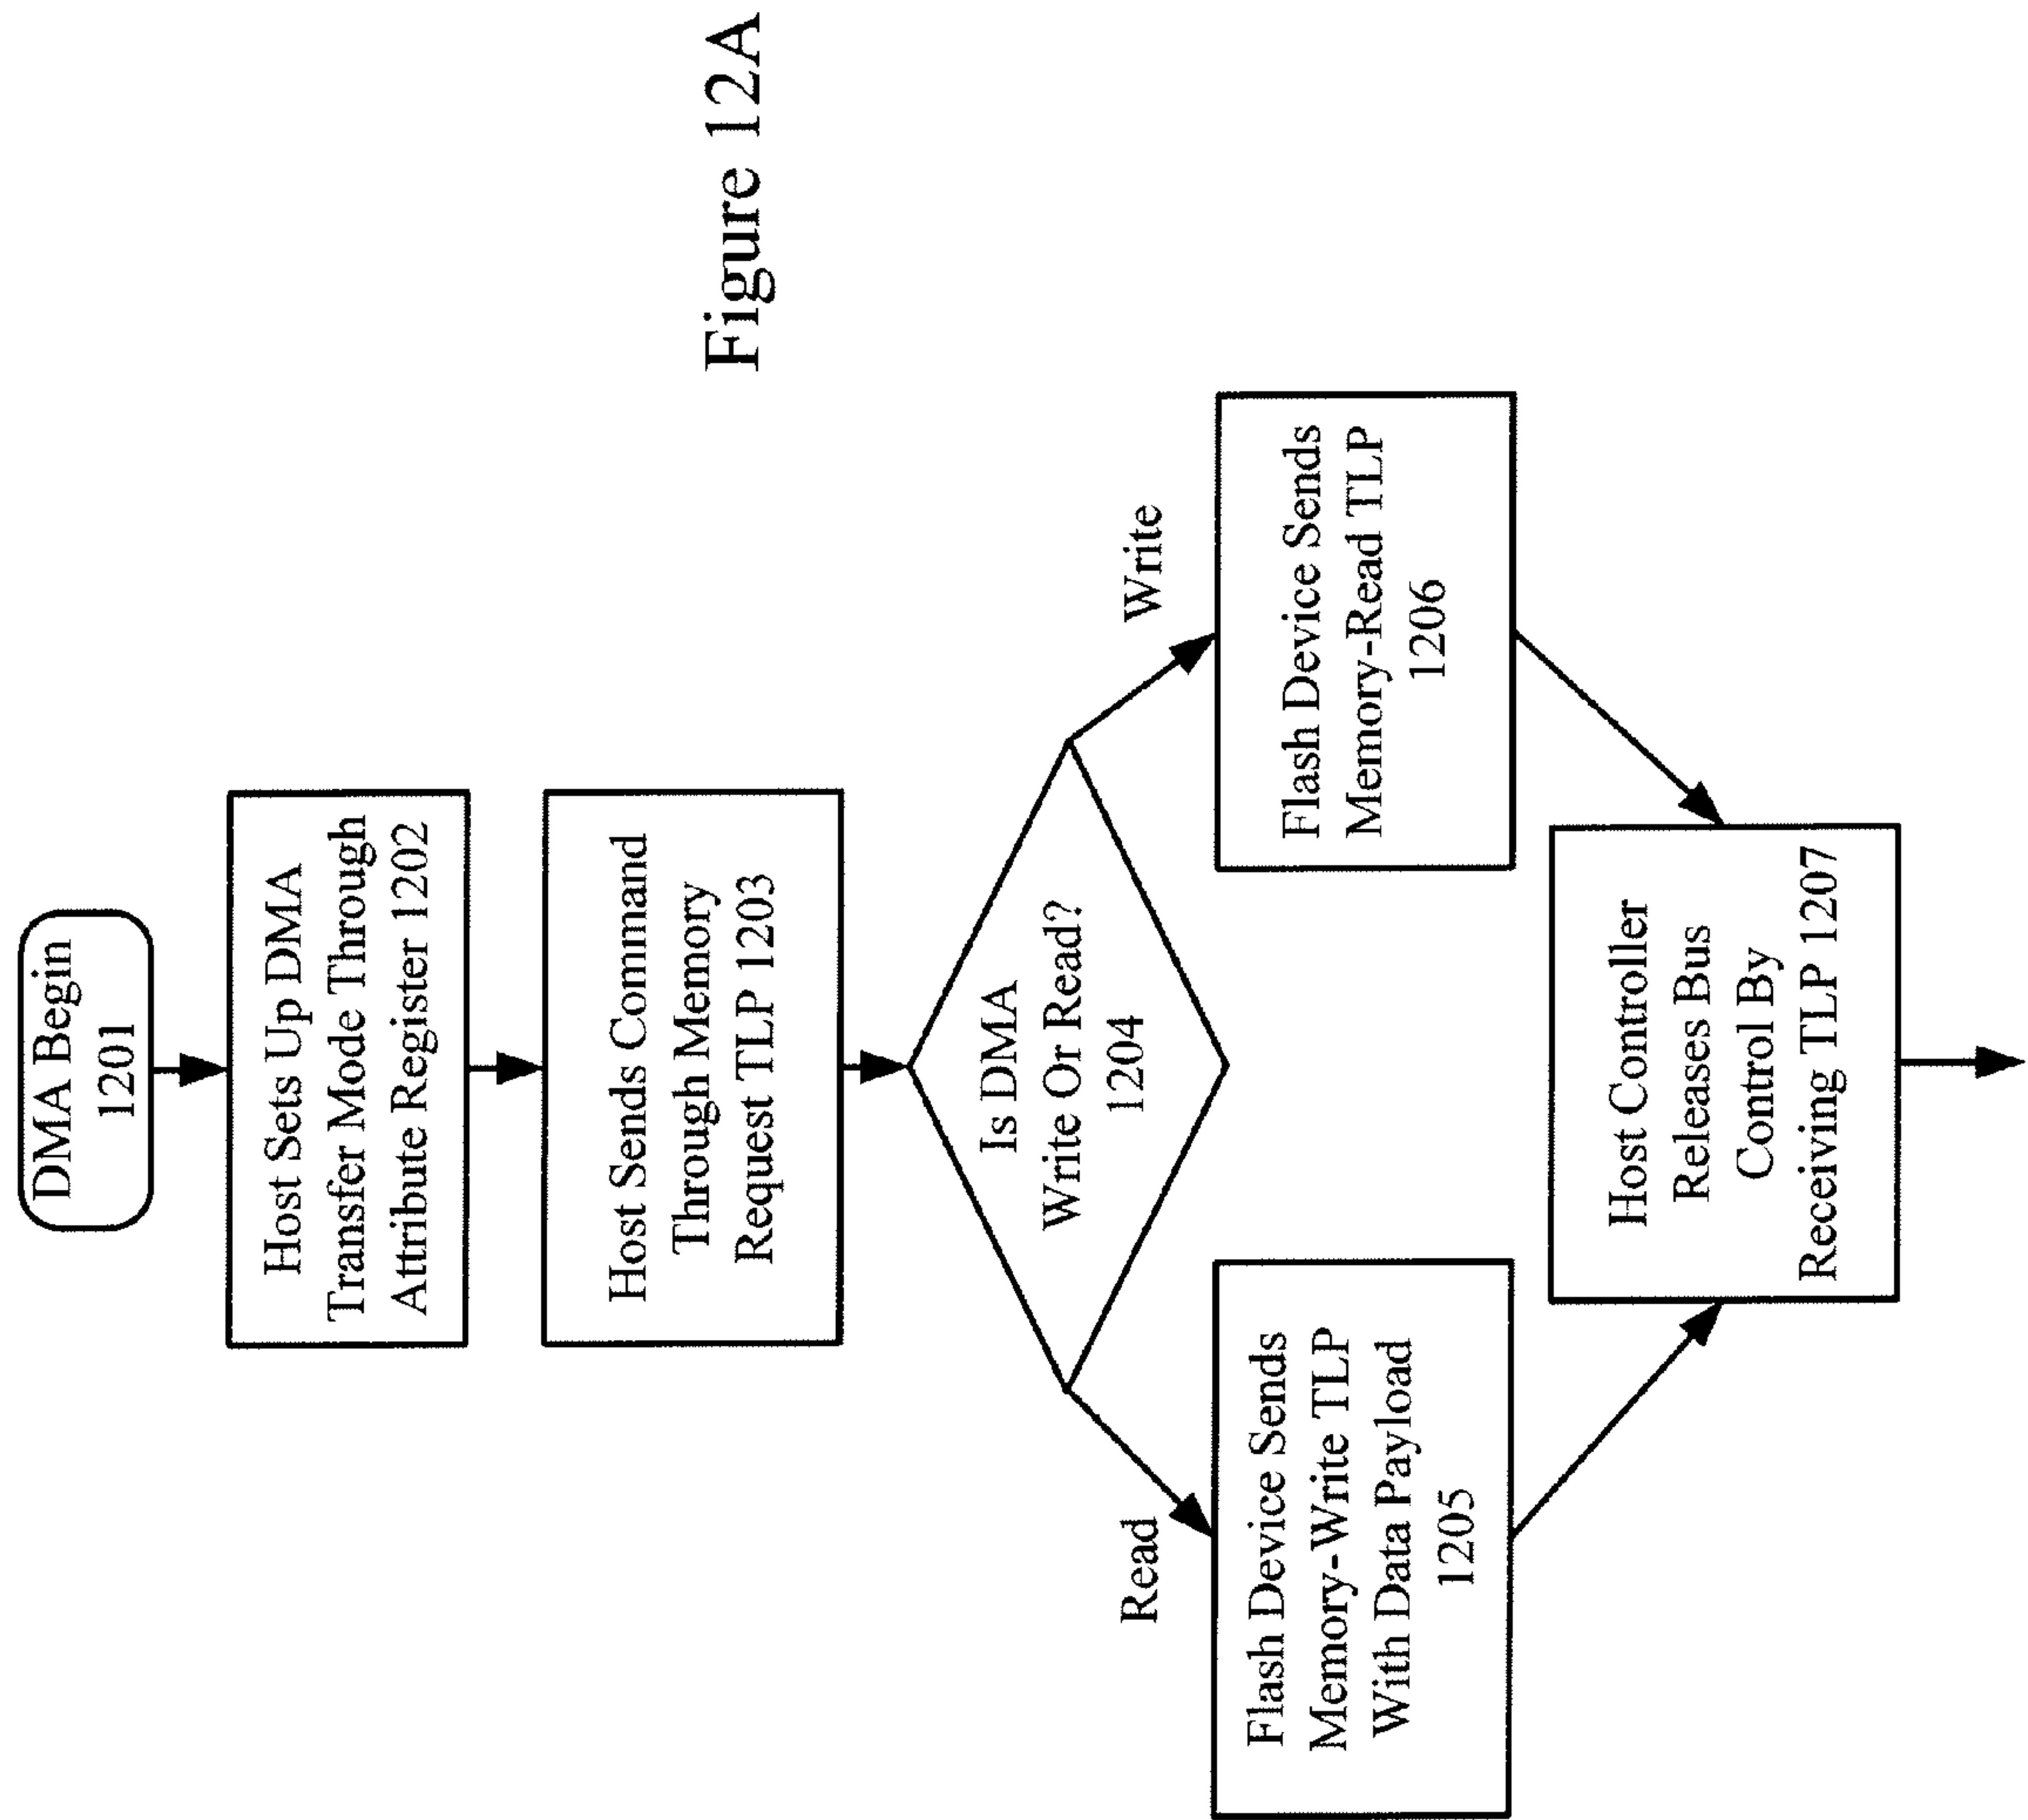 DMA Begin
1201
Host Sets Up DMA
Transfer Mode Through
Attribute Register 1202
Host Sends Command
Through Memory
Request TLP 1203
Is DMA
Write Or Read?
1204
Read
Write
Flash Device Sends
Memory-Write TLP
With Data Payload
1205
Flash Device Sends
Memory-Read TLP
1206
Host Controller
Releases Bus
Control By
Receiving TLP 1207
Figure 12A